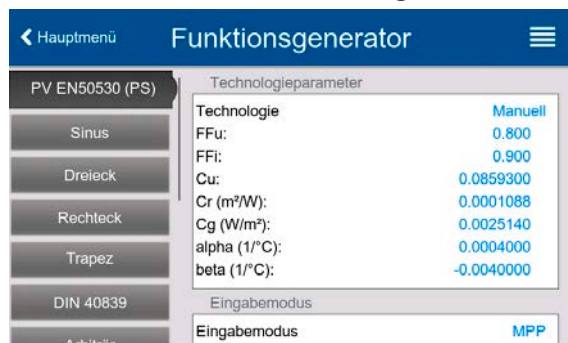 Hauptmenü
Funktionsgenerator
PV EN50530 (PS)
Sinus
Dreieck
Rechteck
Trapez
DIN 40839
Technologieparameter
Technologie Manuell
FFu: 0.800
FFi: 0.900
Cu: 0.0859300
Cr (m²/W): 0.0001088
Cg (W/m²): 0.0025140
alpha (1/°C): 0.0004000
beta (1/°C): -0.0040000
Eingabemodus
Eingabemodus MPP